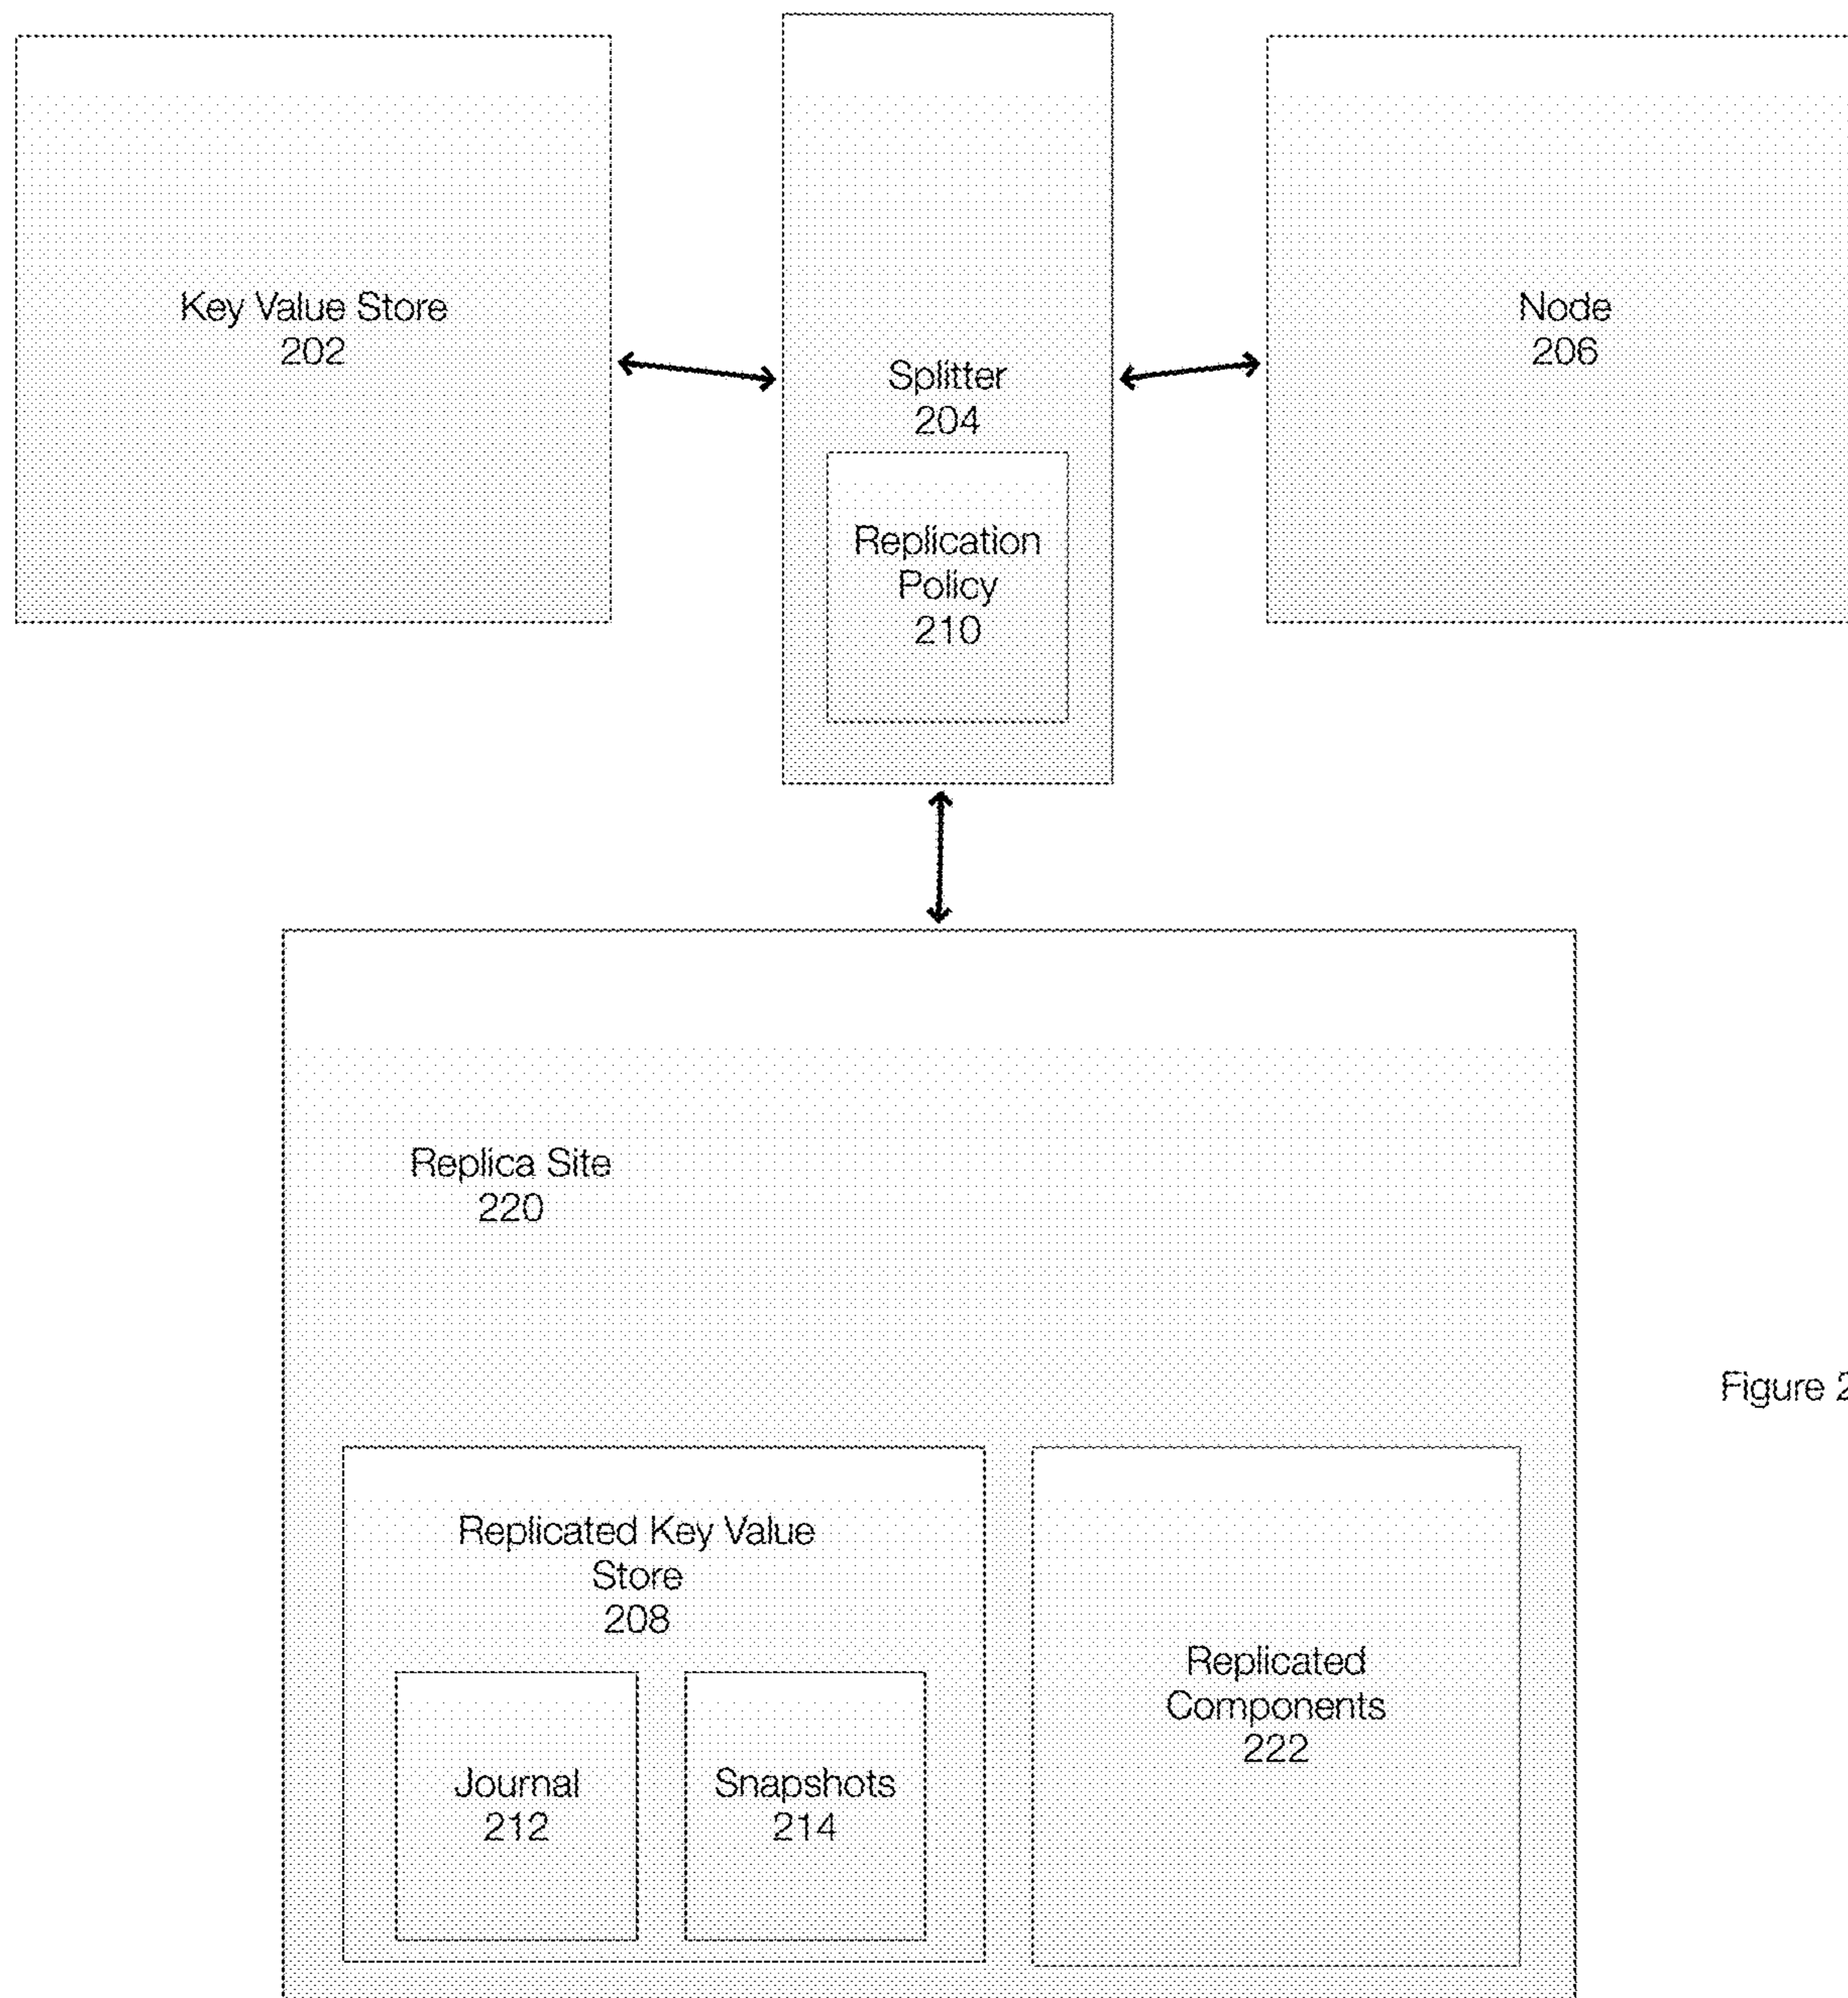 Key Value Store
202
Splitter
204
Node
206
Replication
Policy
210
Replica Site
220
Figure 2
Replicated Key Value
Store
208
Journal
212
Snapshots
214
Replicated
Components
222